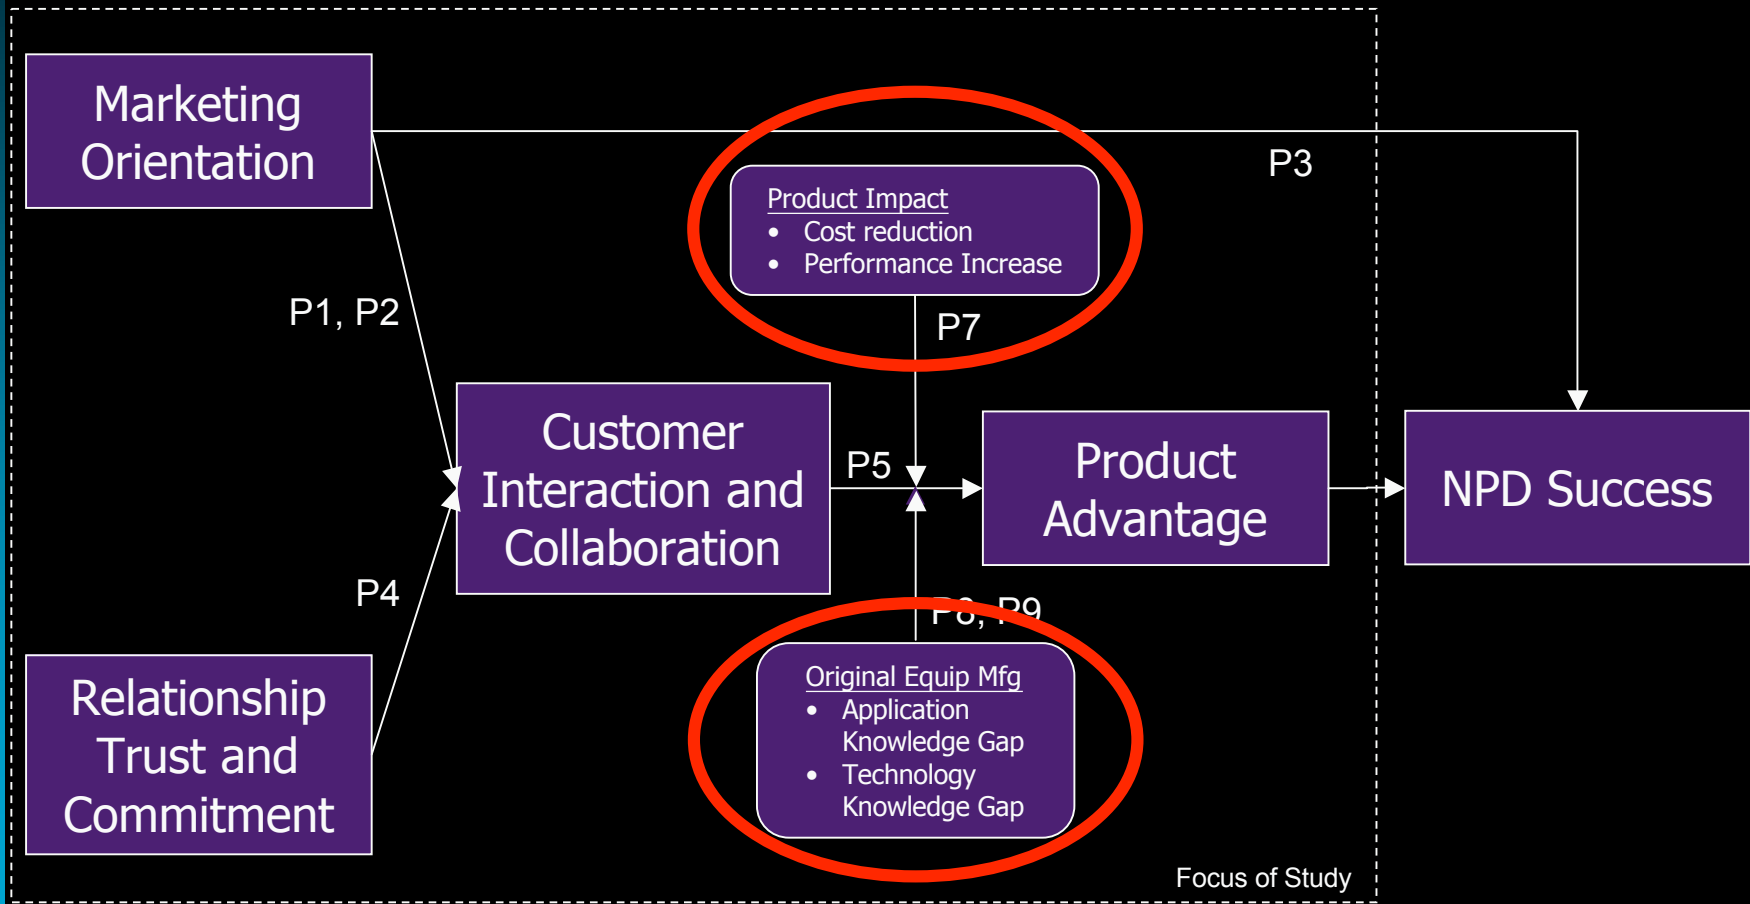 Marketing
Orientation
P3
Product Impact
• Cost reduction
• Performance Increase
P1, P2
P7
Customer
Interaction and
Collaboration
P5
Product
Advantage
NPD Success
P4
P8, P9
Relationship
Trust and
Commitment
Original Equip Mfg
• Application
Knowledge Gap
• Technology
Knowledge Gap
Focus of Study